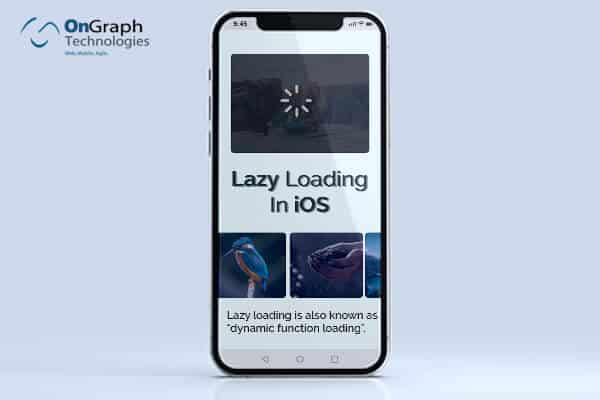 OnGraph
Technologies
Web. Mobile. Agile.
9:45
Lazy Loading
In iOS
Lazy loading is also known as
"dynamic function loading".